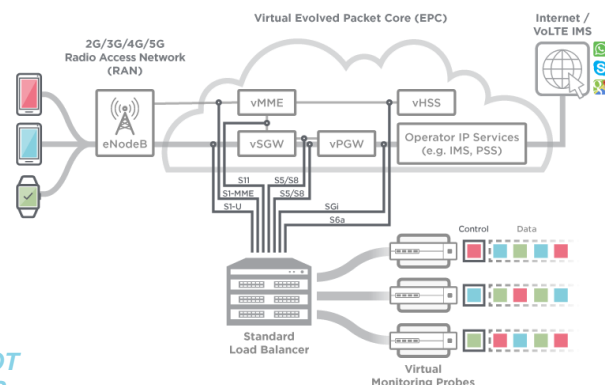 Virtual Evolved Packet Core (EPC)
Internet /
VoLTE IMS
2G/3G/4G/5G
Radio Access Network
(RAN)
eNodeB
vMME
vHSS
vSGW
vPGW
Operator IP Services
(e.g. IMS, PSS)
S11
S5/S8
S1-MME
S5/S8
S1-U
SGi
S6a
Control
Data
Standard
Load Balancer
Virtual
Monitoring Probes
OT